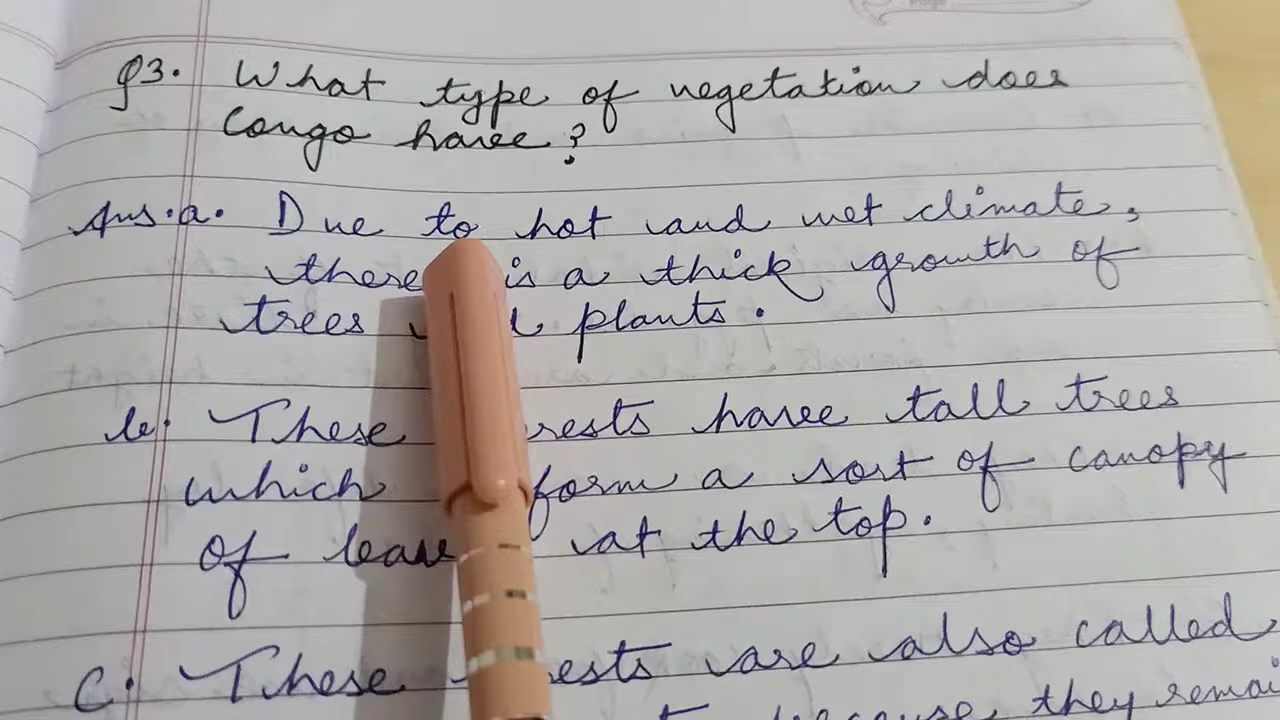 Q3. What type of vegetation does
Congo have?
Ans.a. Due to hot and wet climate,
there is a thick growth of
trees plants.
b. These have tall trees
which form a sort of canopy
of at the top.
C. These are also called
because, they remai